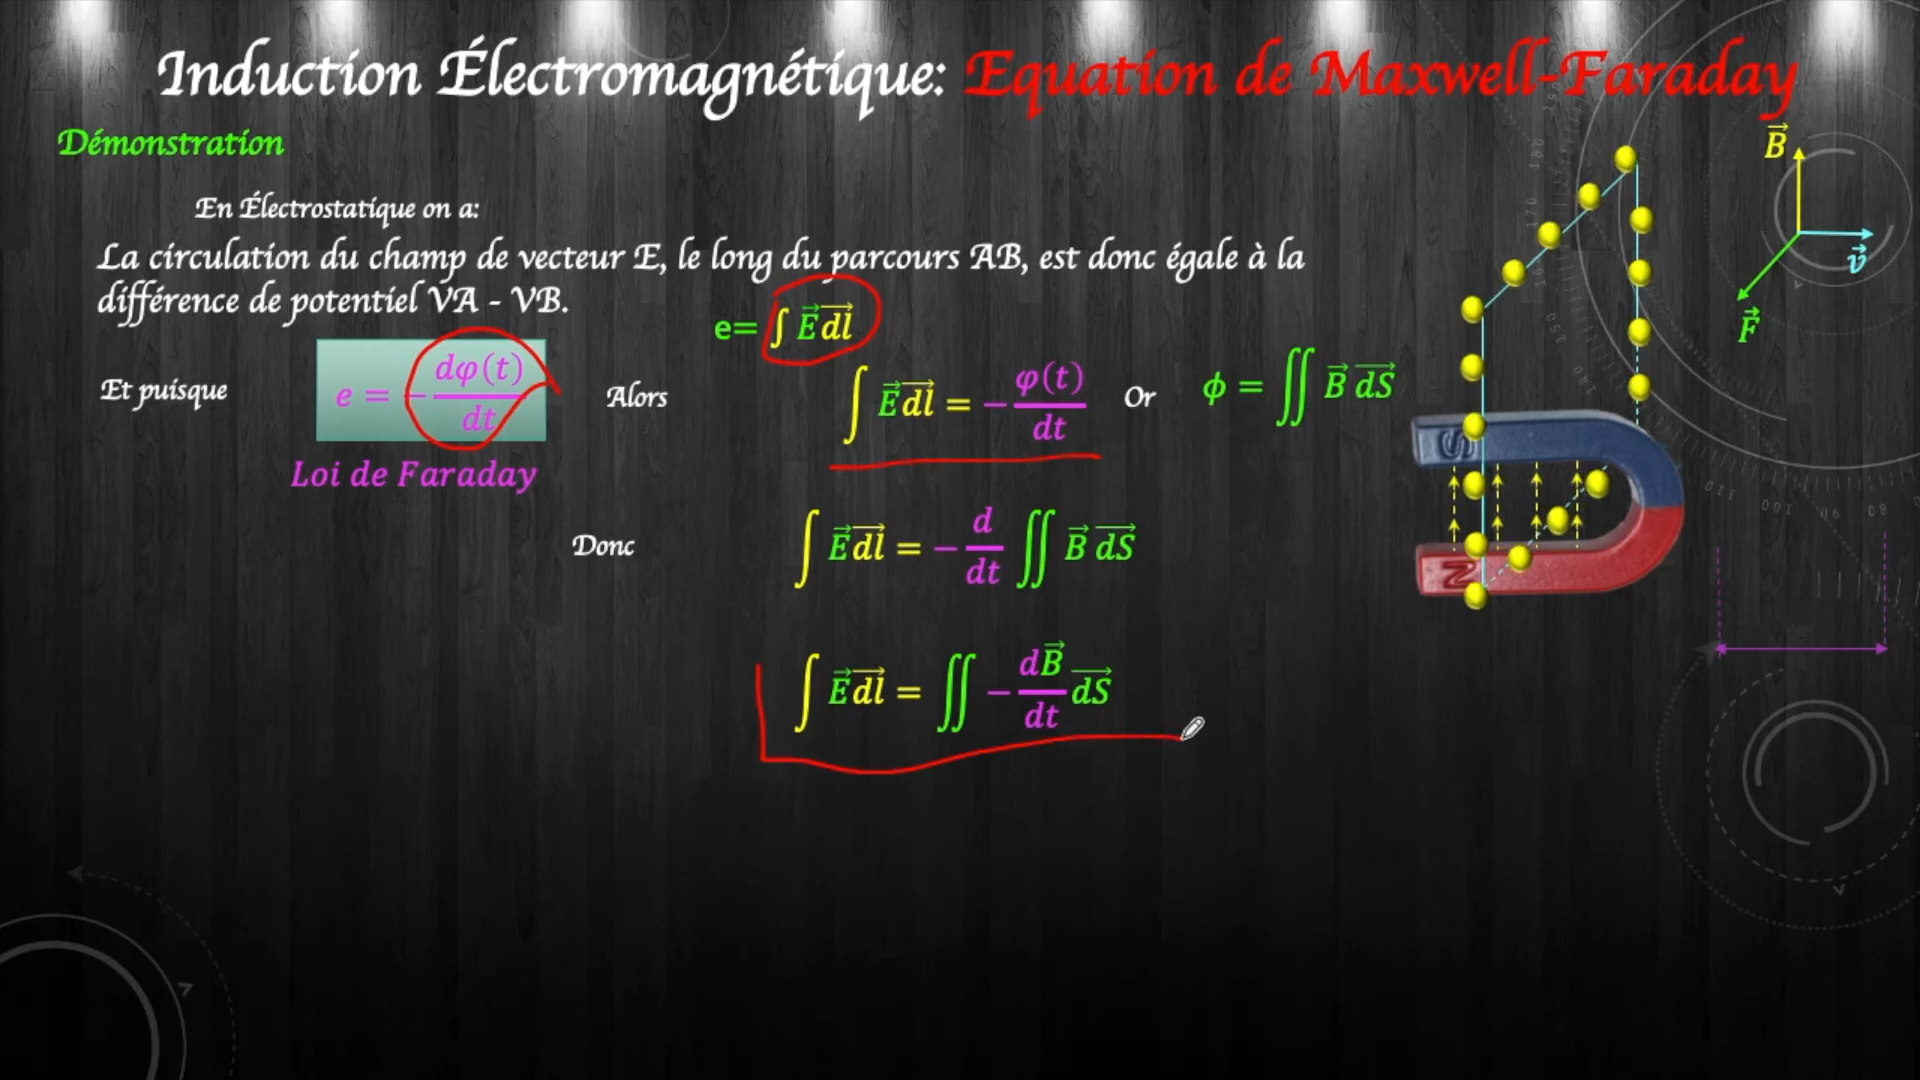 Induction Électromagnétique: Equation de Maxwell-Faraday
Démonstration
En Électrostatique on a:
La circulation du champ de vecteur E, le long du parcours AB, est donc égale à la
différence de potentiel VA - VB.
e= ∫ E⃗ dl⃗
Et puisque e = − dφ(t)/dt Alors ∫ E⃗ dl⃗ = − φ(t)/dt Or ϕ = ∬ B⃗ dS⃗
Loi de Faraday
Donc ∫ E⃗ dl⃗ = − d/dt ∬ B⃗ dS⃗
∫ E⃗ dl⃗ = ∬ − dB⃗/dt dS⃗
B⃗
v⃗
F⃗
S
N